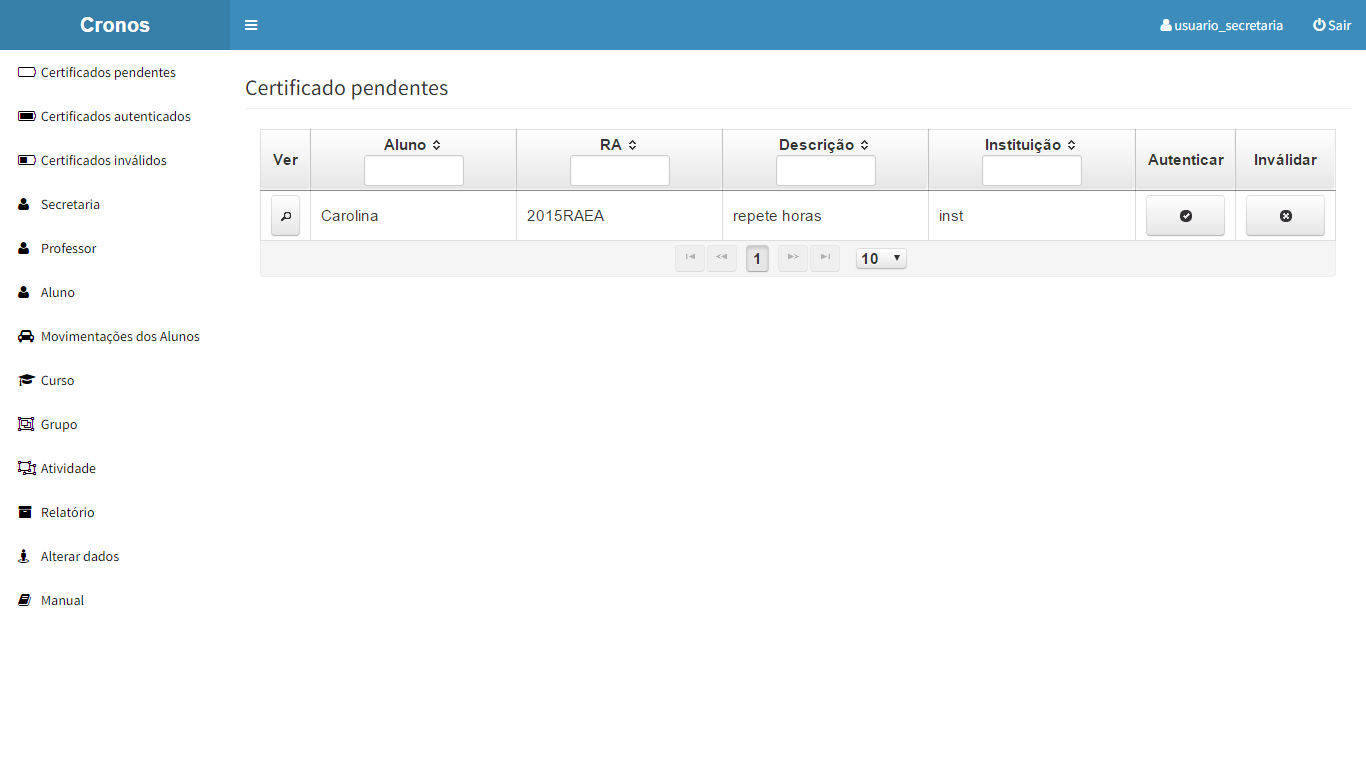 Cronos
usuario_secretaria
Sair
Certificados pendentes
Certificados autenticados
Certificados inválidos
Secretaria
Professor
Aluno
Movimentações dos Alunos
Curso
Grupo
Atividade
Relatório
Alterar dados
Manual
Certificado pendentes
Ver Aluno RA Descrição Instituição Autenticar Inválidar
Carolina 2015RAEA repete horas inst
1 10